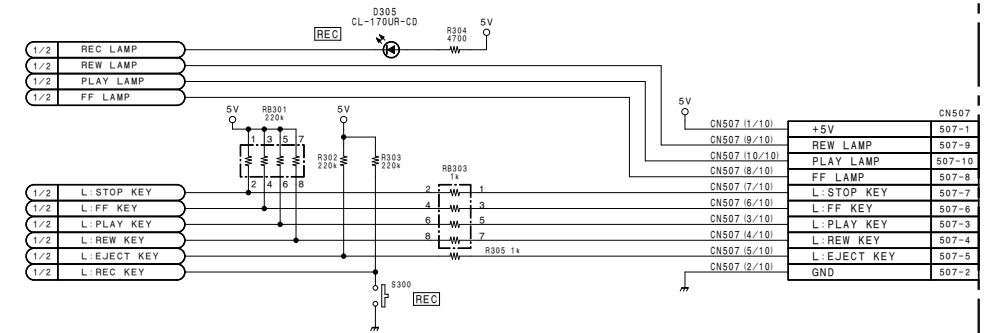 D305
CL-170UR-CD
REC
R304
4700
5V
1/2 REC LAMP
1/2 REW LAMP
1/2 PLAY LAMP
1/2 FF LAMP
5V
RB301
220k
5V
1 3 5 7
2 4 6 8
R302
220k
R303
220k
RB303
1k
1/2 L:STOP KEY
1/2 L:FF KEY
1/2 L:PLAY KEY
1/2 L:REW KEY
1/2 L:EJECT KEY
1/2 L:REC KEY
2 1
4 3
6 5
8 7
R305 1k
S300
REC
5V
CN507
CN507 (1/10) +5V 507-1
CN507 (9/10) REW LAMP 507-9
CN507 (10/10) PLAY LAMP 507-10
CN507 (8/10) FF LAMP 507-8
CN507 (7/10) L:STOP KEY 507-7
CN507 (6/10) L:FF KEY 507-6
CN507 (3/10) L:PLAY KEY 507-3
CN507 (4/10) L:REW KEY 507-4
CN507 (5/10) L:EJECT KEY 507-5
CN507 (2/10) GND 507-2